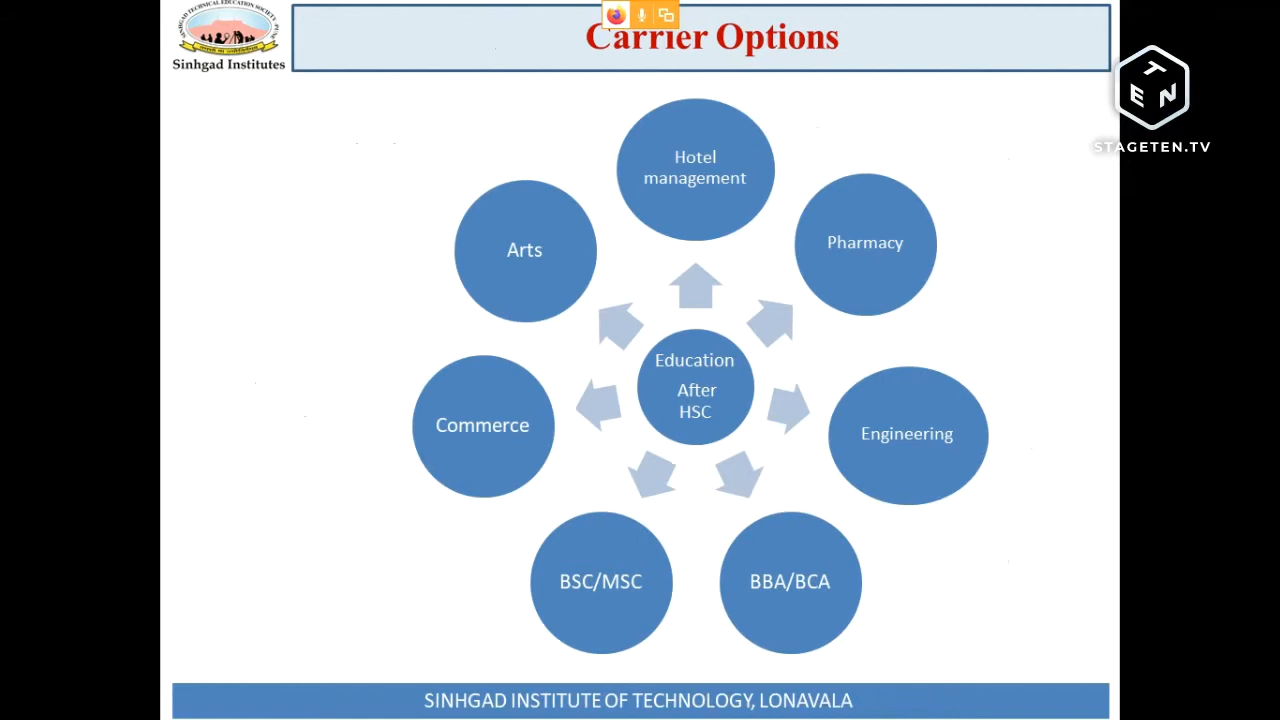 Sinhgad Institutes
Carrier Options
TEN
STAGETEN.TV
Hotel
management
Pharmacy
Arts
Education
After
HSC
Commerce
Engineering
BSC/MSC
BBA/BCA
SINHGAD INSTITUTE OF TECHNOLOGY, LONAVALA